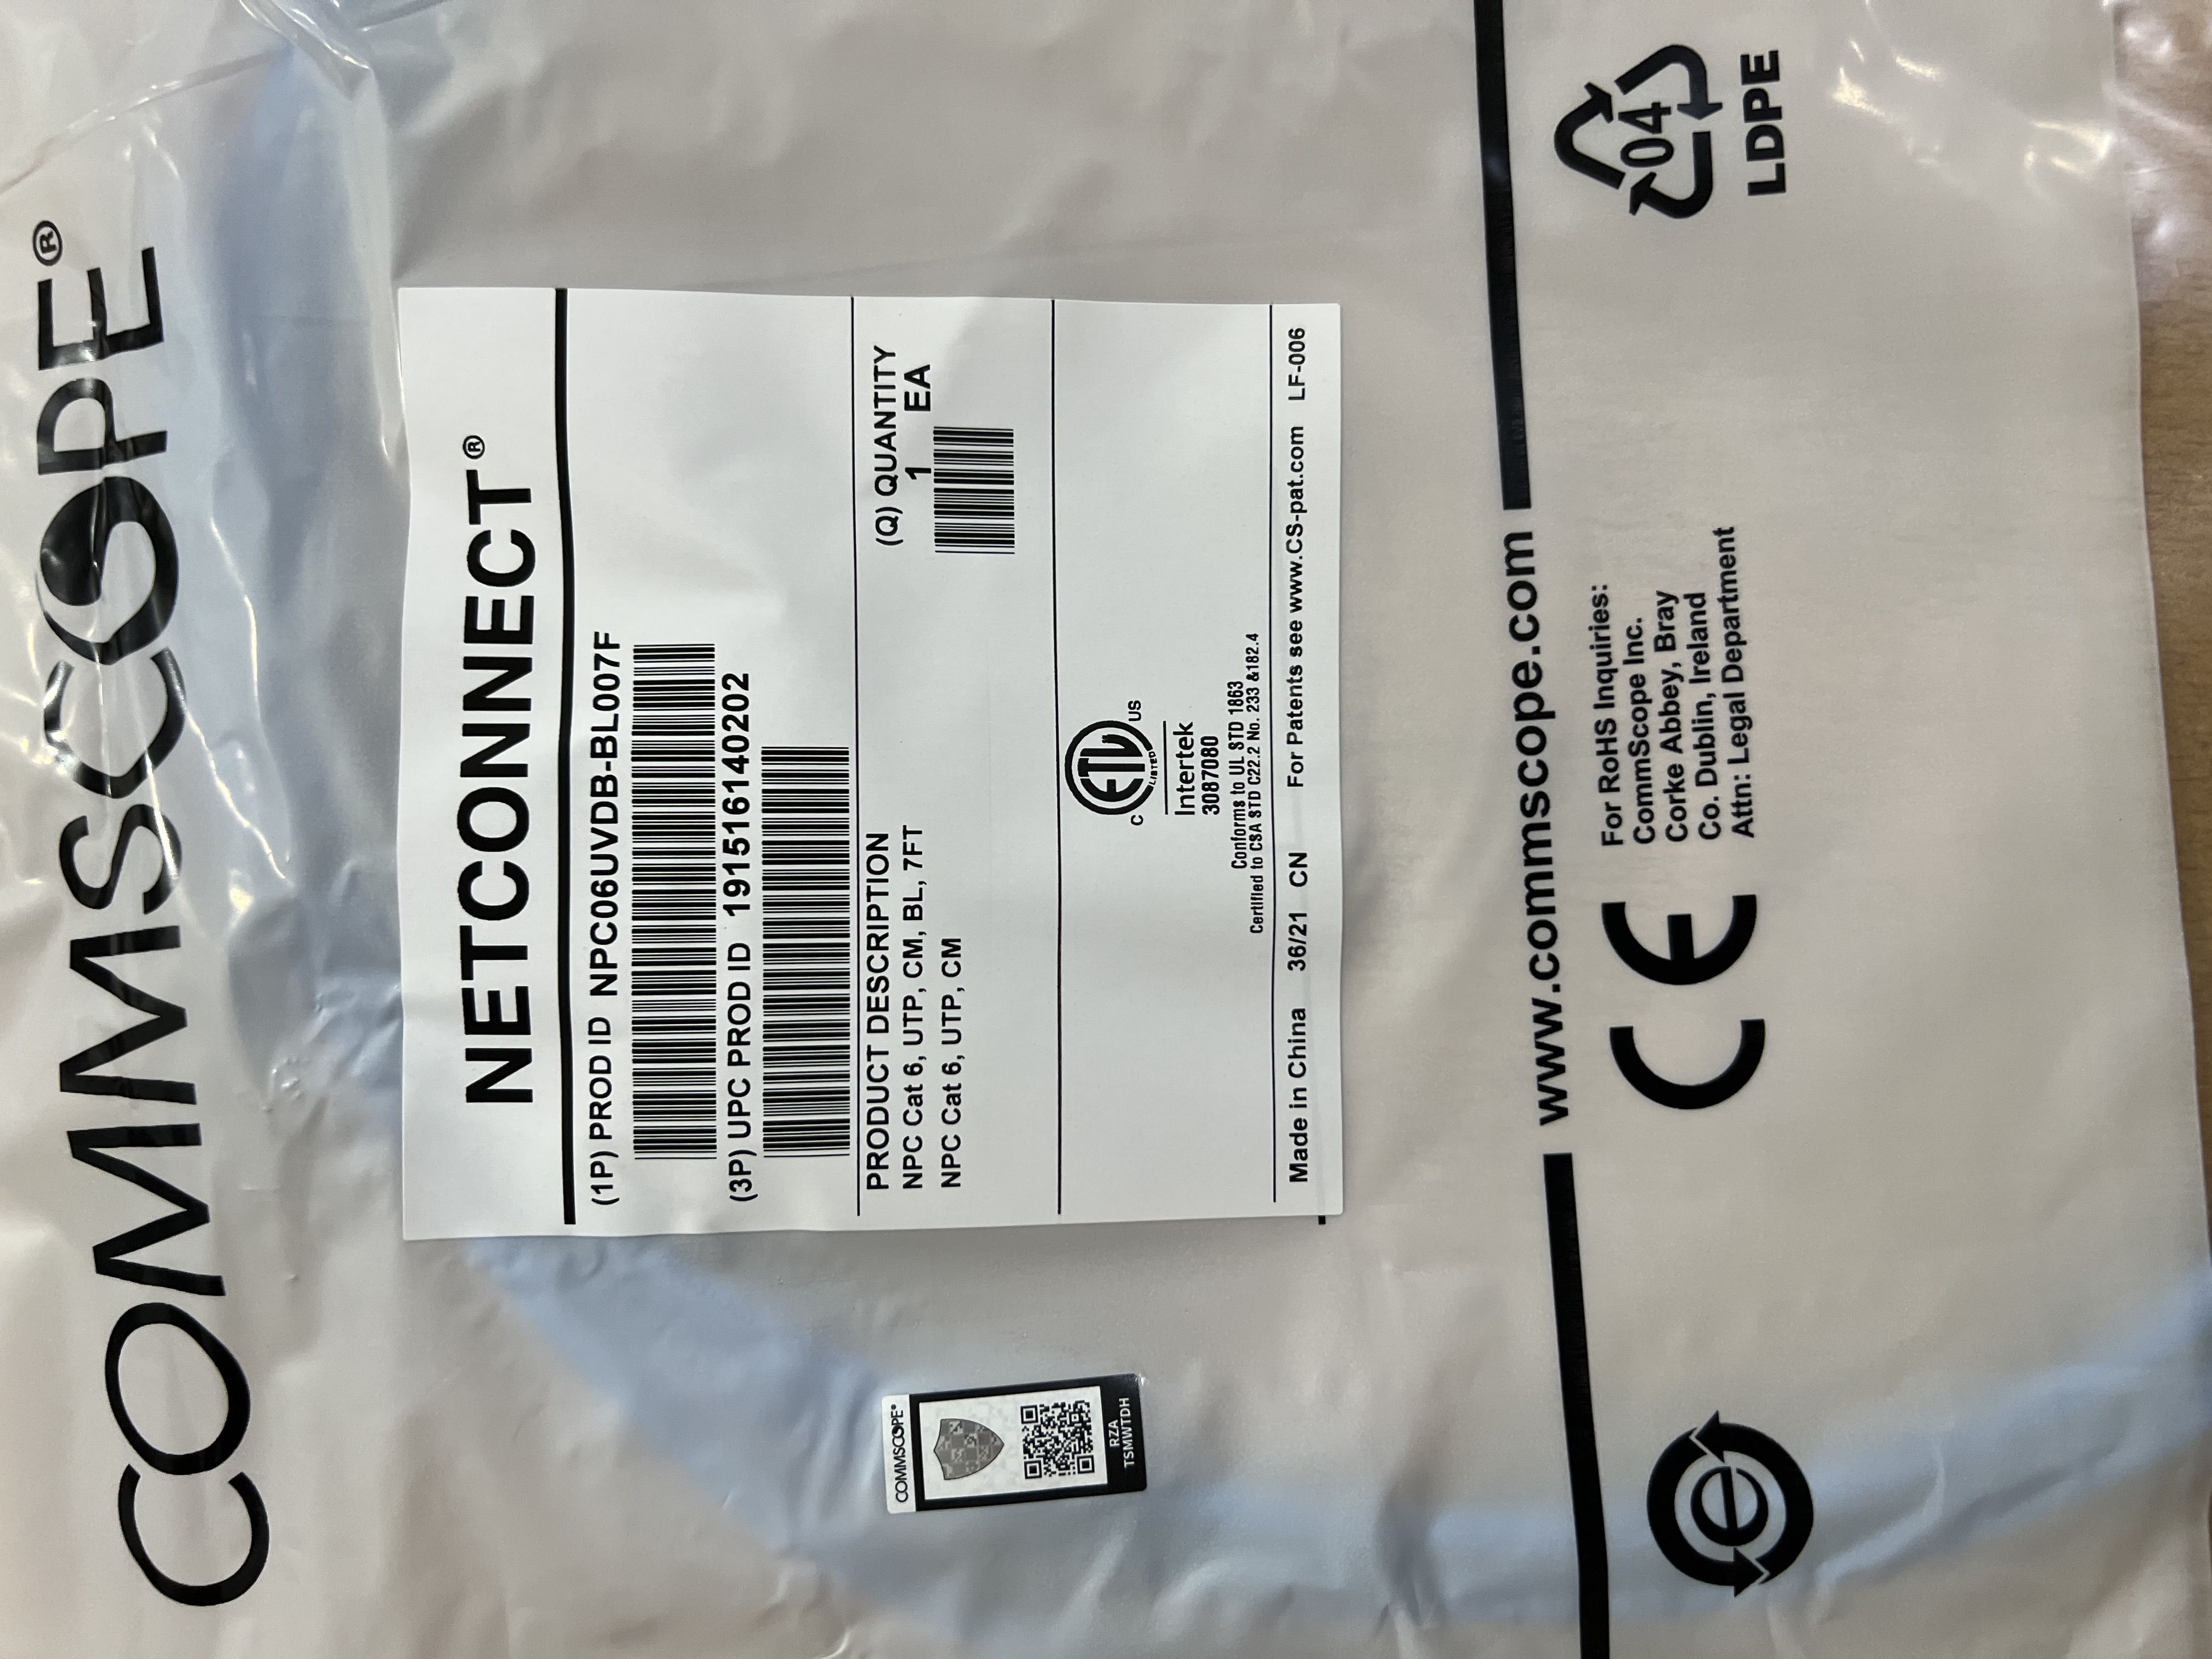 COMMSCOPE®
NETCONNECT®
(1P) PROD ID NPC06UVDB-BL007F
(3P) UPC PROD ID 191516140202
PRODUCT DESCRIPTION
NPC Cat 6, UTP, CM, BL, 7FT
NPC Cat 6, UTP, CM
(Q) QUANTITY
1 EA
ETL
LISTED
C US
Intertek
3087080
Conforms to UL STD 1863
Certified to CSA STD C22.2 No. 233 &182.4
Made in China 36/21 CN For Patents see www.CS-pat.com LF-006
COMMSCOPE®
RZA
TSMWTDH
www.commscope.com
e
CE
For RoHS Inquiries:
CommScope Inc.
Corke Abbey, Bray
Co. Dublin, Ireland
Attn: Legal Department
04
LDPE